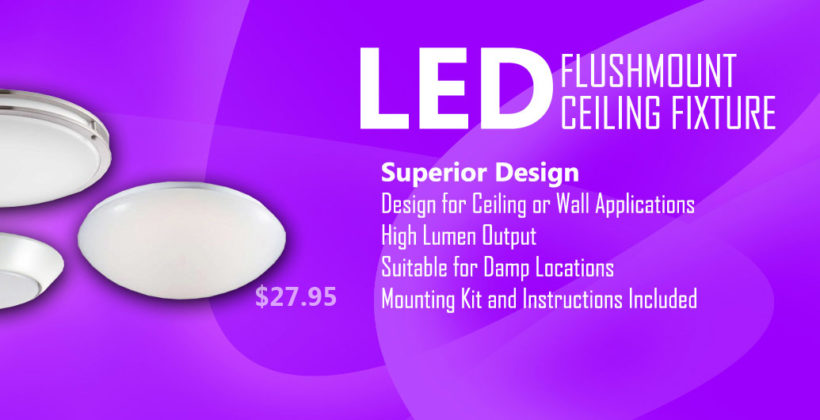 LED FLUSHMOUNT
CEILING FIXTURE
Superior Design
Design for Ceiling or Wall Applications
High Lumen Output
Suitable for Damp Locations
Mounting Kit and Instructions Included
$27.95